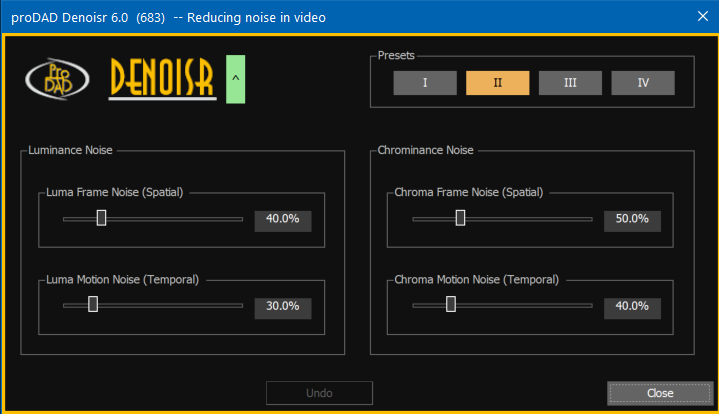 proDAD Denoisr 6.0 (683) -- Reducing noise in video
Pro
DAD
DENOISR
^
Presets
I
II
III
IV
Luminance Noise
Luma Frame Noise (Spatial)
40.0%
Luma Motion Noise (Temporal)
30.0%
Chrominance Noise
Chroma Frame Noise (Spatial)
50.0%
Chroma Motion Noise (Temporal)
40.0%
Undo
Close